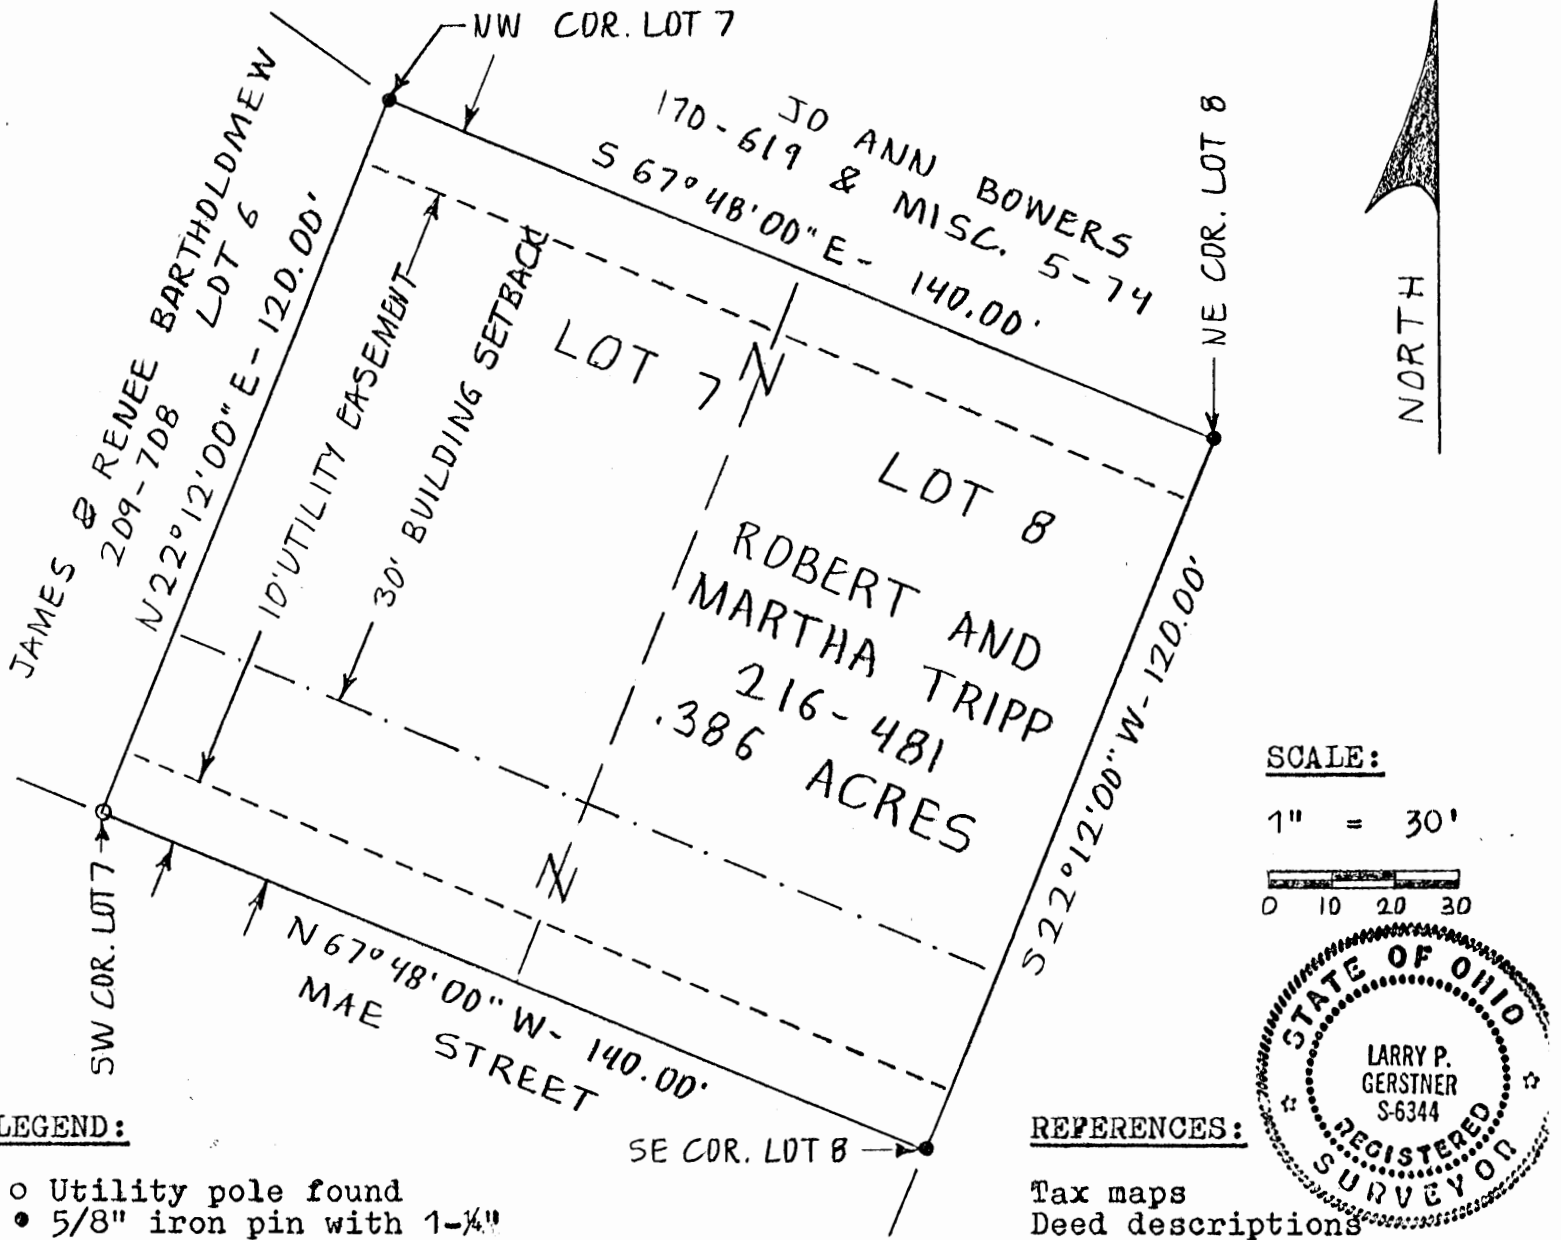 NW COR. LOT 7
JO ANN BOWERS
170-619 & MISC. 5-74
S 67° 48' 00" E - 140.00'
NE COR. LOT 8
NORTH
JAMES & RENEE BARTHOLOMEW
LOT 6
209-708
N 22° 12' 00" E - 120.00'
10' UTILITY EASEMENT
30' BUILDING SETBACK
LOT 7
LOT 8
ROBERT AND
MARTHA TRIPP
216-481
.386 ACRES
S 22° 12' 00" W - 120.00'
SW COR. LOT 7
N 67° 48' 00" W - 140.00'
MAE STREET
SE COR. LOT 8
SCALE:
1" = 30'
0 10 20 30
STATE OF OHIO
LARRY P.
GERSTNER
S-6344
REGISTERED
SURVEYOR
LEGEND:
Utility pole found
5/8" iron pin with 1-¼"
REFERENCES:
Tax maps
Deed descriptions